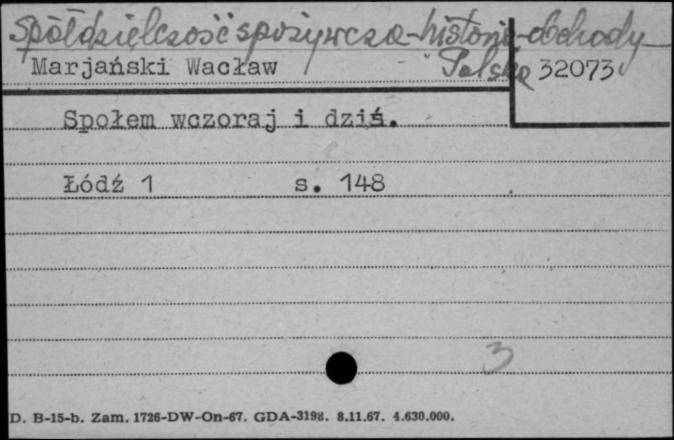 Spółdzielczość spożywcza-historia-obchody
Marjański Wacław Polska 32073
Społem wczoraj i dziś.
Łódź 1 s. 148
3
D. B-15-b. Zam. 1726-DW-On-67. GDA-3198. 8.11.67. 4.630.000.